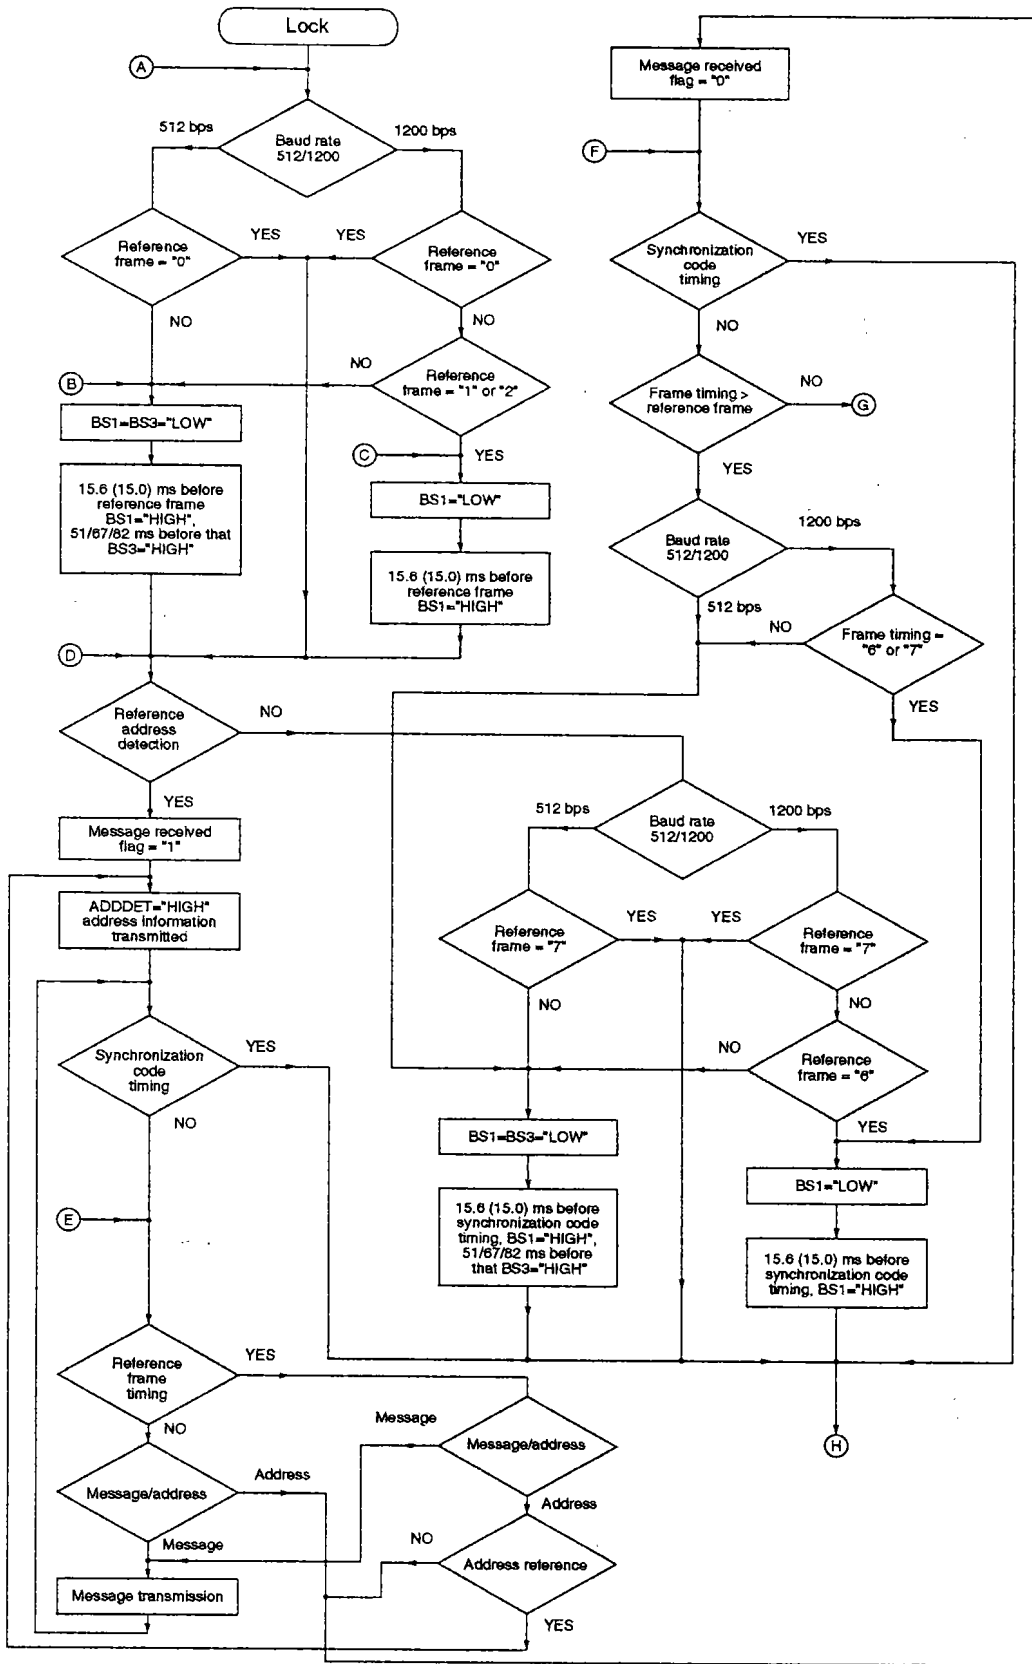 Lock
A
512 bps
1200 bps
Baud rate
512/1200
Reference
frame = "0"
YES
YES
Reference
frame = "0"
NO
NO
B
NO
Reference
frame = "1" or "2"
BS1=BS3="LOW"
C
YES
BS1="LOW"
15.6 (15.0) ms before
reference frame
BS1="HIGH",
51/67/82 ms before that
BS3="HIGH"
15.6 (15.0) ms before
reference frame
BS1="HIGH"
D
Reference
address
detection
NO
YES
Message received
flag = "1"
ADDDET="HIGH"
address information
transmitted
Synchronization
code
timing
YES
NO
E
Reference
frame
timing
YES
NO
Message/address
Address
Message
Message transmission
Message
Message/address
Address
NO
Address reference
YES
Message received
flag = "0"
F
Synchronization
code
timing
YES
NO
Frame timing >
reference frame
NO
G
YES
Baud rate
512/1200
1200 bps
512 bps
NO
Frame timing =
"6" or "7"
YES
512 bps
1200 bps
Baud rate
512/1200
Reference
frame = "7"
YES
YES
Reference
frame = "7"
NO
NO
NO
Reference
frame = "6"
YES
BS1=BS3="LOW"
BS1="LOW"
15.6 (15.0) ms before
synchronization code
timing, BS1="HIGH",
51/67/82 ms before
that BS3="HIGH"
15.6 (15.0) ms before
synchronization code
timing, BS1="HIGH"
H